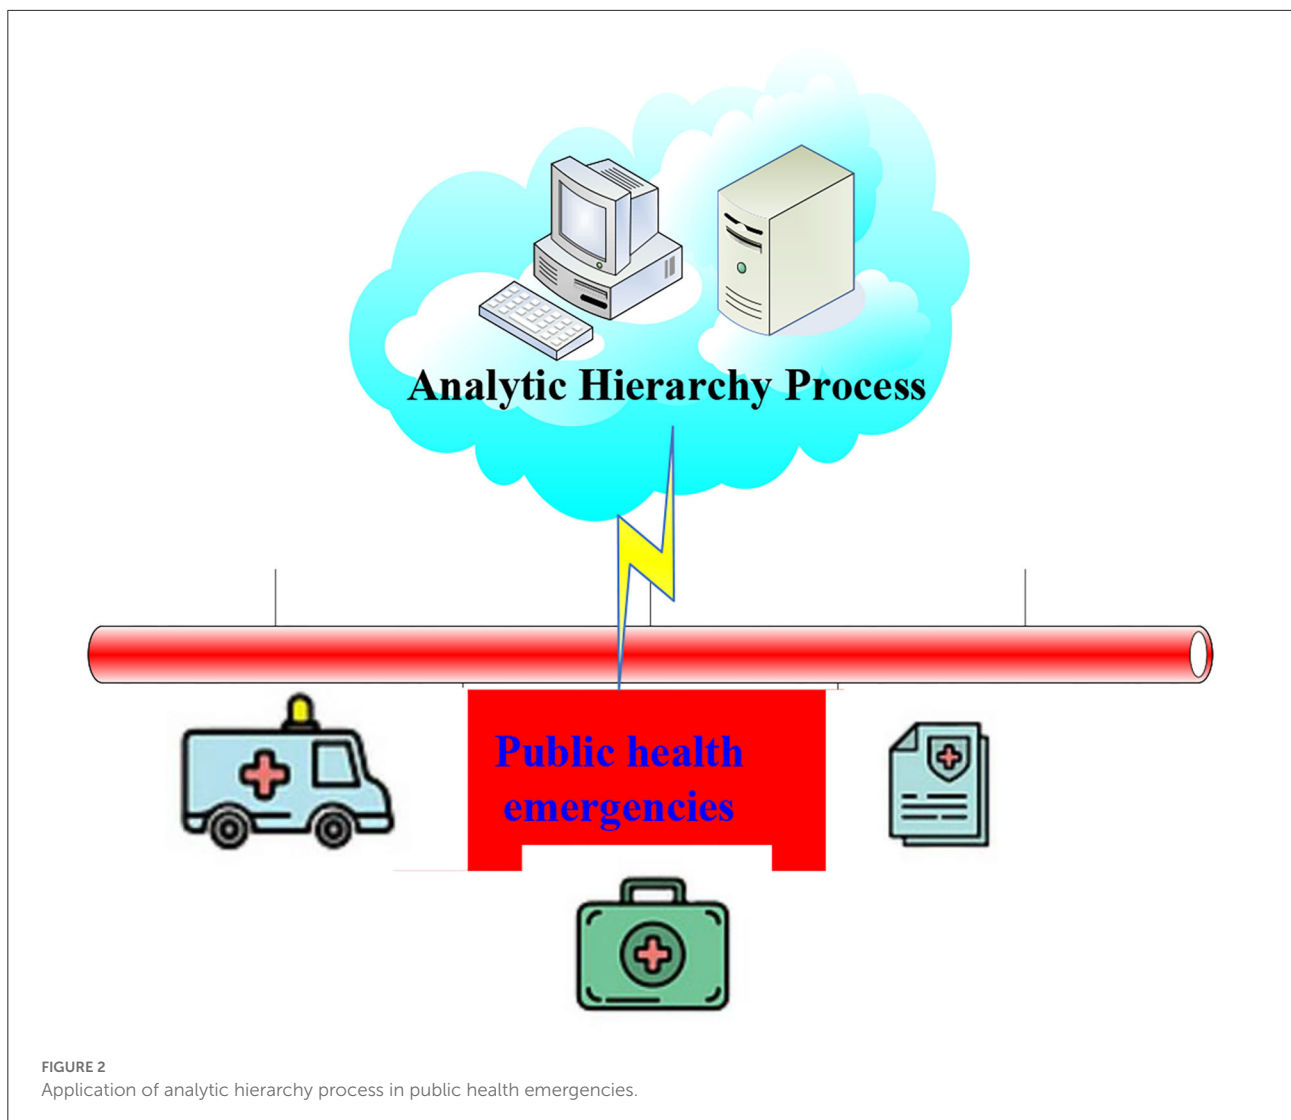 Analytic Hierarchy Process
Public health
emergencies
FIGURE 2
Application of analytic hierarchy process in public health emergencies.